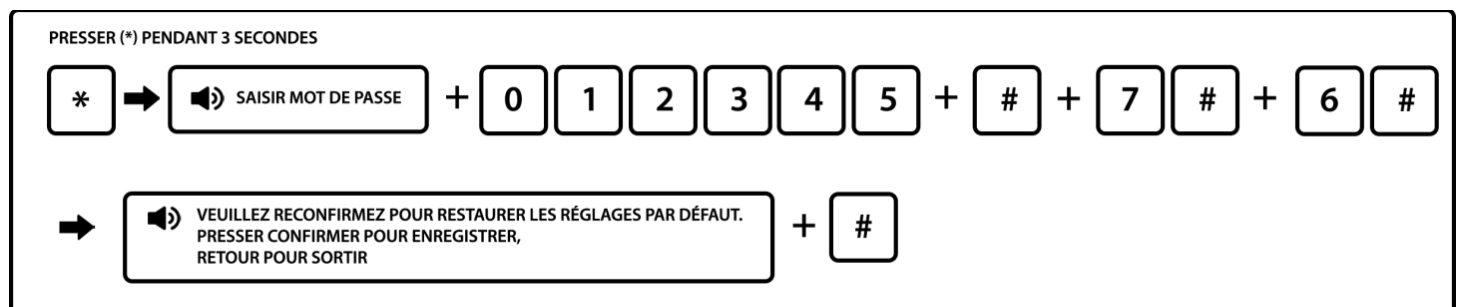 PRESSER (*) PENDANT 3 SECONDES
* SAISIR MOT DE PASSE + 0 1 2 3 4 5 + # + 7 # + 6 #
VEUILLEZ RECONFIRMEZ POUR RESTAURER LES RÉGLAGES PAR DÉFAUT.
PRESSER CONFIRMER POUR ENREGISTRER, + #
RETOUR POUR SORTIR